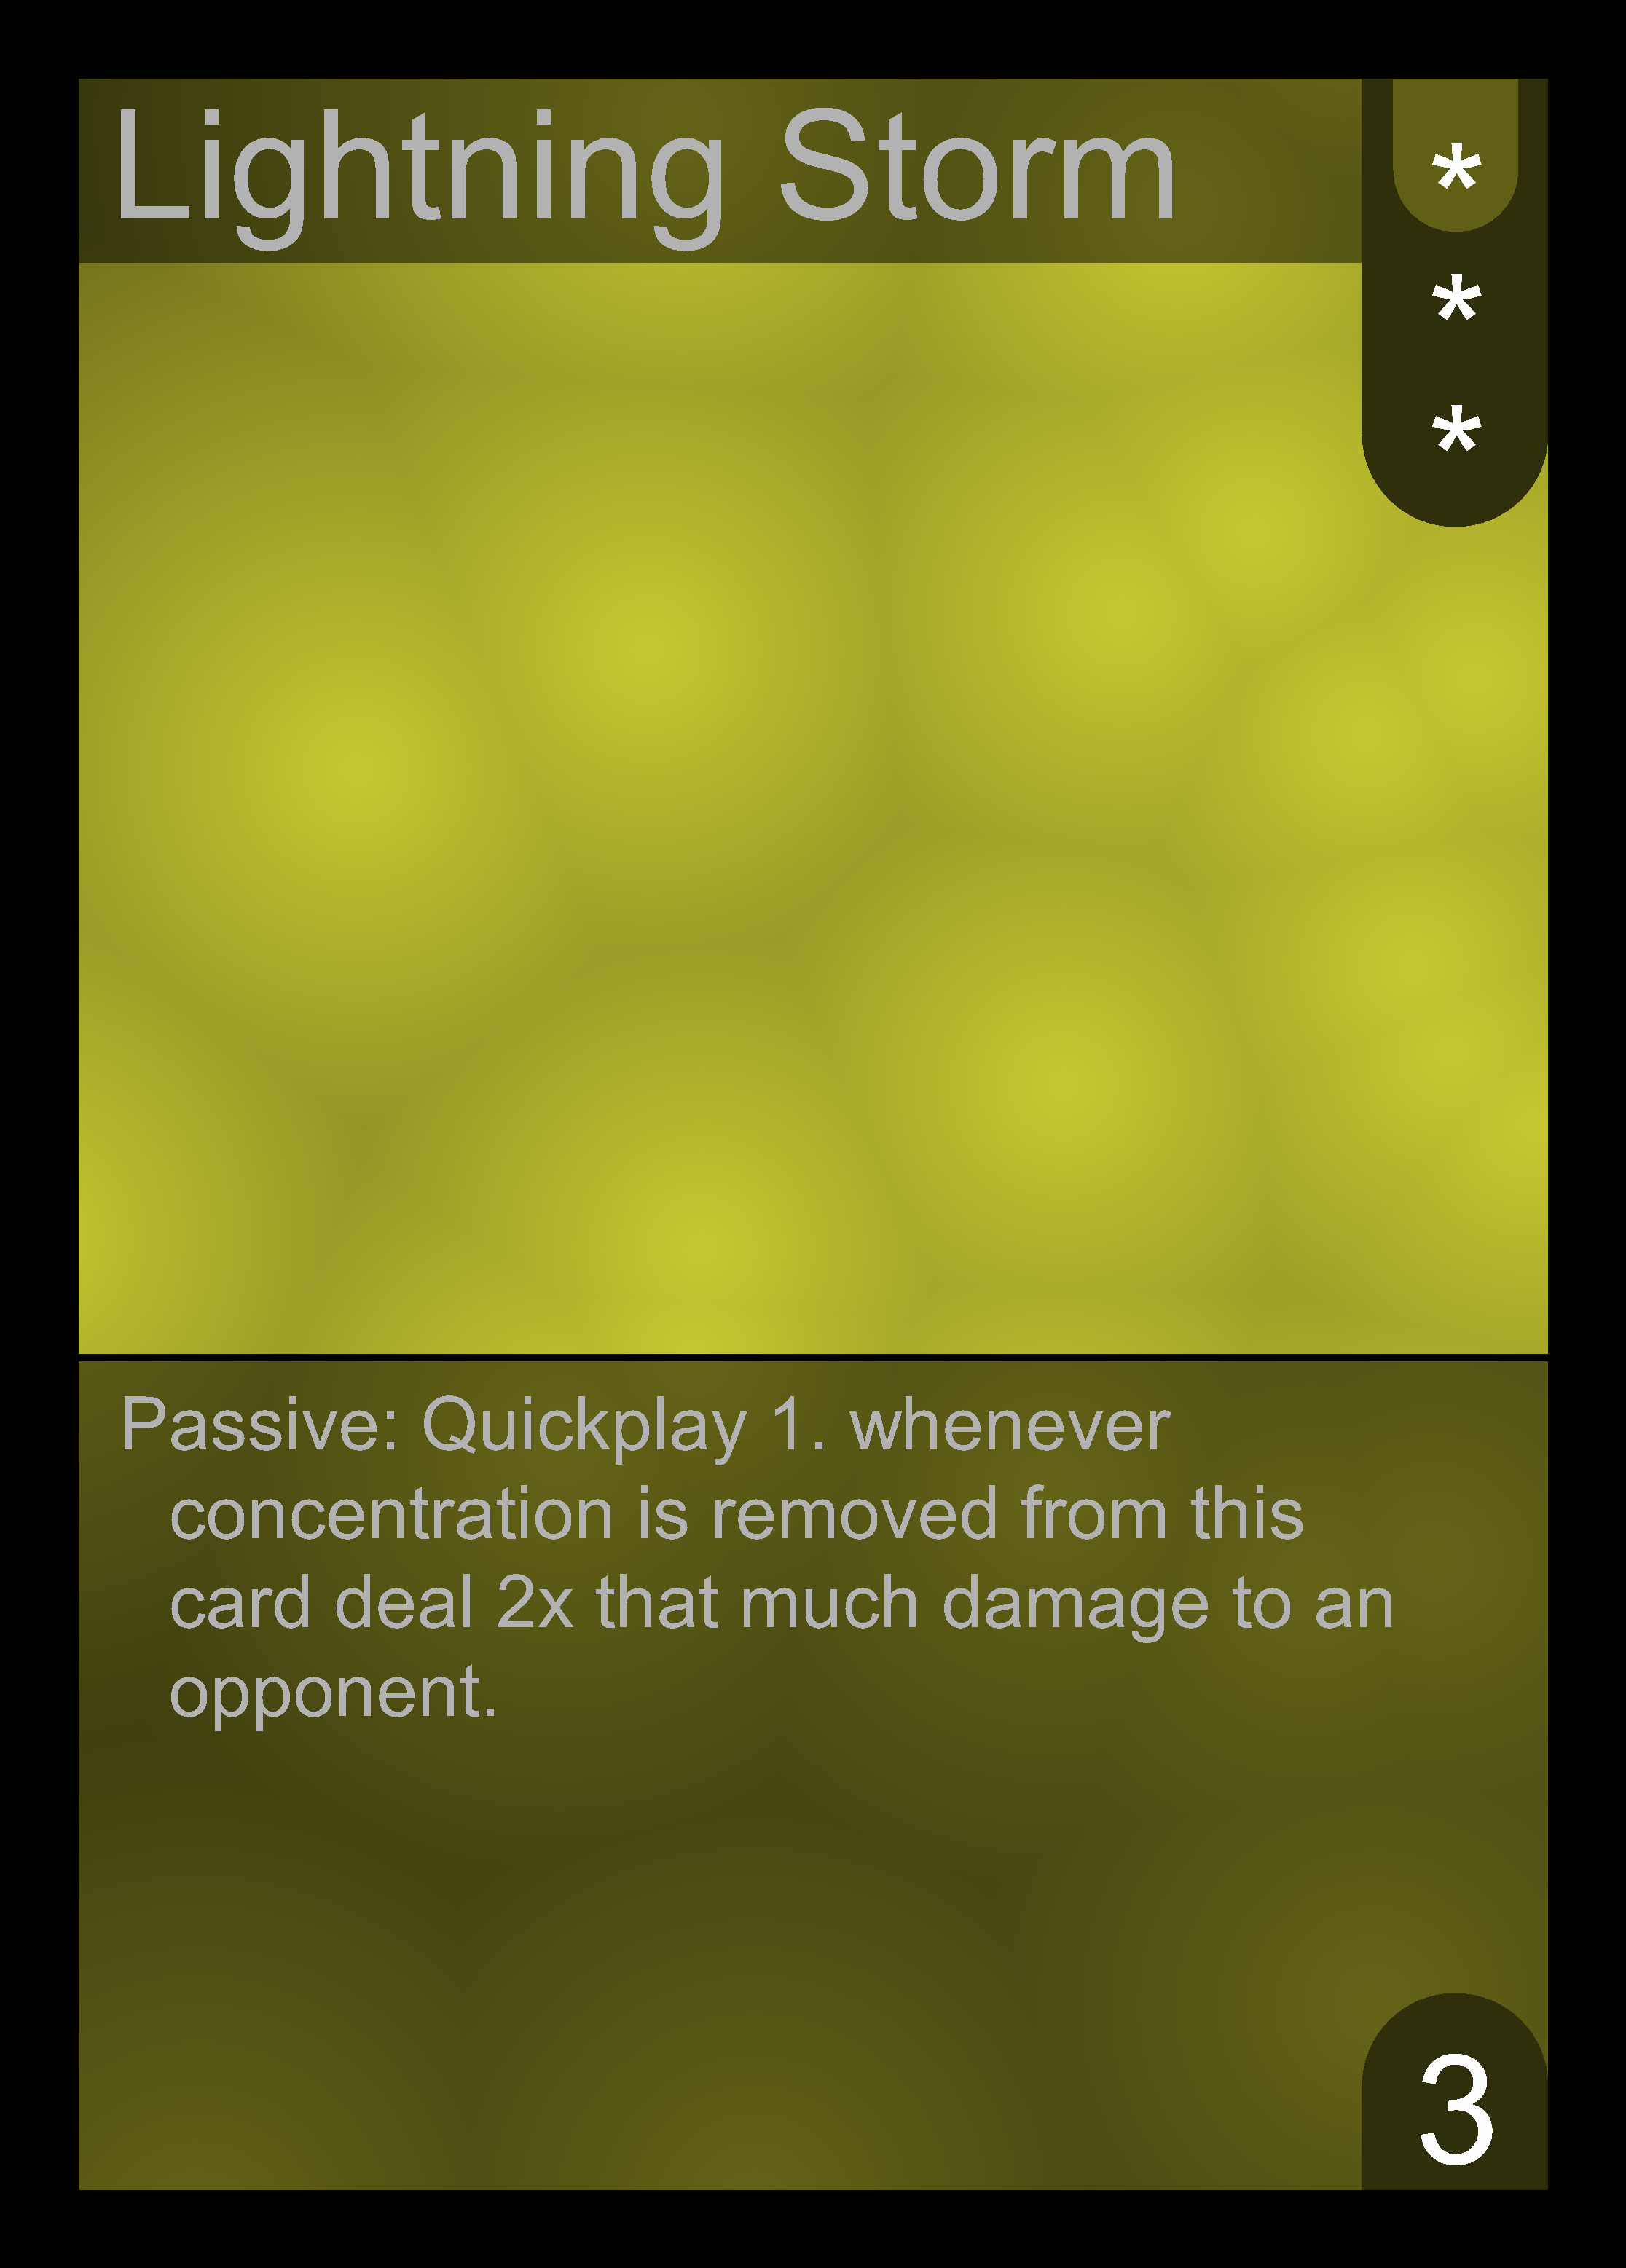 Lightning Storm
*
*
*
Passive: Quickplay 1. whenever
concentration is removed from this
card deal 2x that much damage to an
opponent.
3